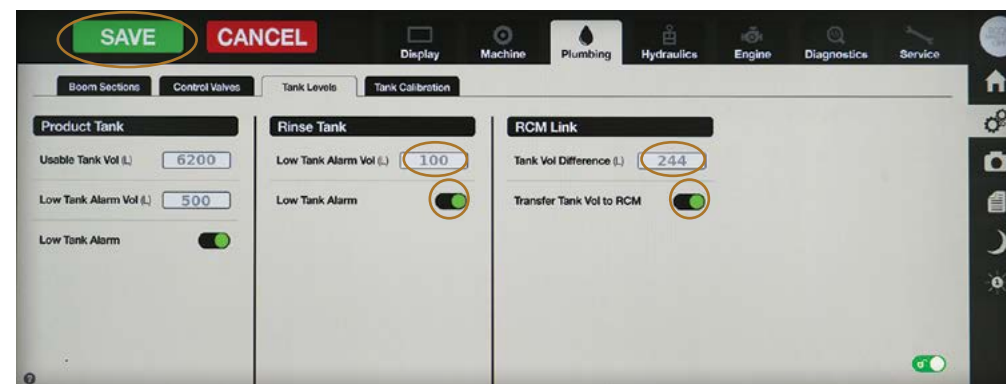 SAVE
CANCEL
Display
Machine
Plumbing
Hydraulics
Engine
Diagnostics
Service
Boom Sections
Control Valves
Tank Levels
Tank Calibration
Product Tank
Usable Tank Vol (L)
6200
Low Tank Alarm Vol (L)
500
Low Tank Alarm
Rinse Tank
Low Tank Alarm Vol (L)
100
Low Tank Alarm
RCM Link
Tank Vol Difference (L)
244
Transfer Tank Vol to RCM
?